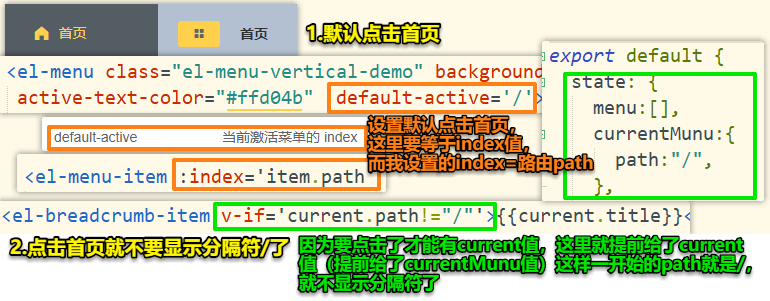 首页
首页
1.默认点击首页
<el-menu class="el-menu-vertical-demo" background
active-text-color="#ffd04b" default-active='/'>
default-active 当前激活菜单的 index
设置默认点击首页，
这里要等于index值，
而我设置的index=路由path
<el-menu-item :index='item.path
export default {
state: {
menu:[],
currentMunu:{
path:"/",
},
<el-breadcrumb-item v-if='current.path!="/"'>{{current.title}}<
2.点击首页就不要显示分隔符/了
因为要点击了才能有current值，这里就提前给了current
值（提前给了currentMunu值）这样一开始的path就是/，
就不显示分隔符了